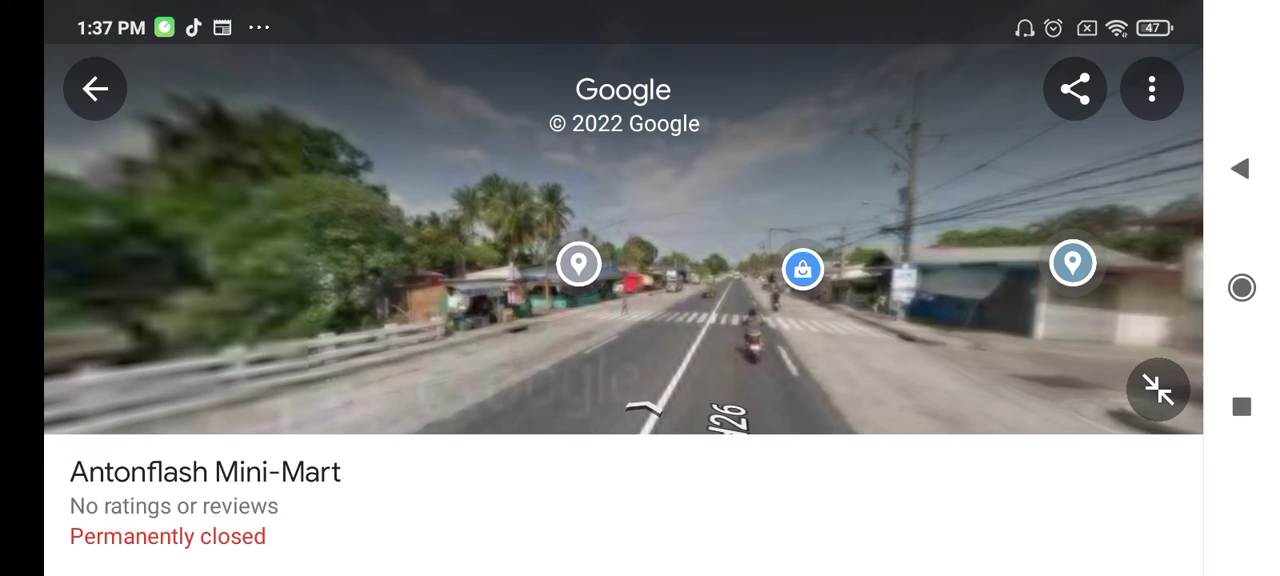 1:37 PM
47
Google
© 2022 Google
Antonflash Mini-Mart
No ratings or reviews
Permanently closed